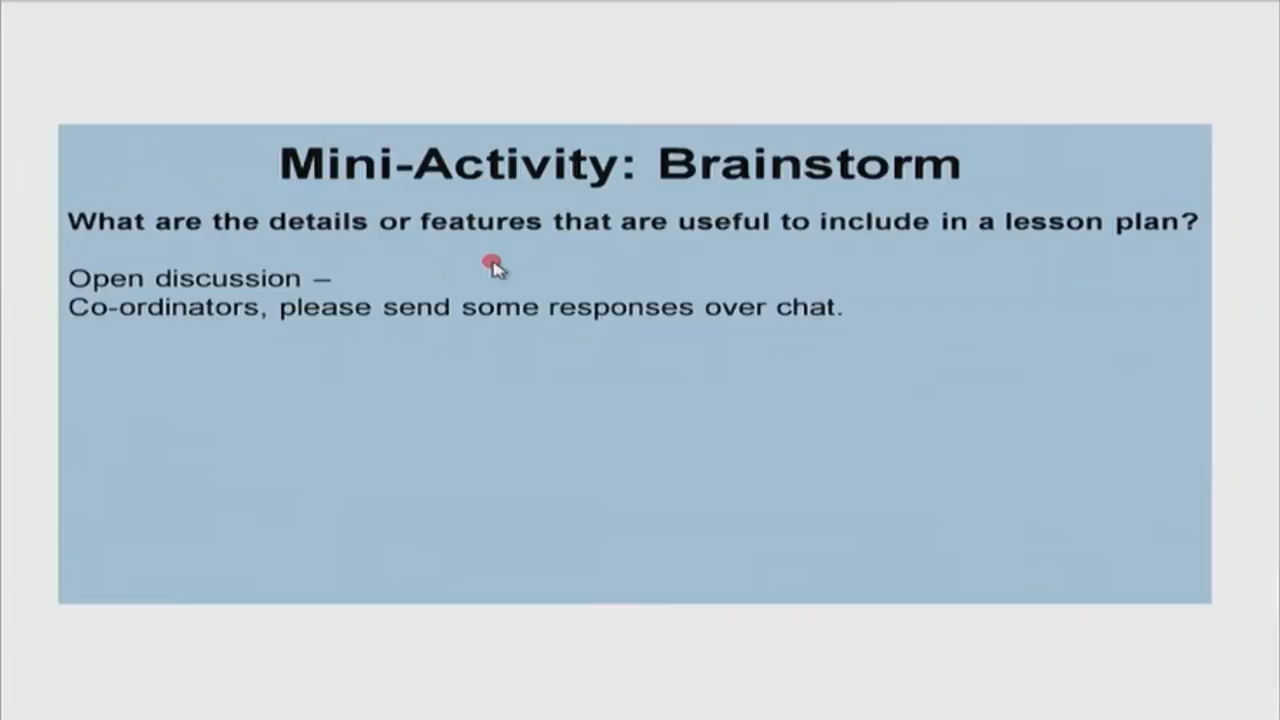 Mini-Activity: Brainstorm
What are the details or features that are useful to include in a lesson plan?
Open discussion –
Co-ordinators, please send some responses over chat.